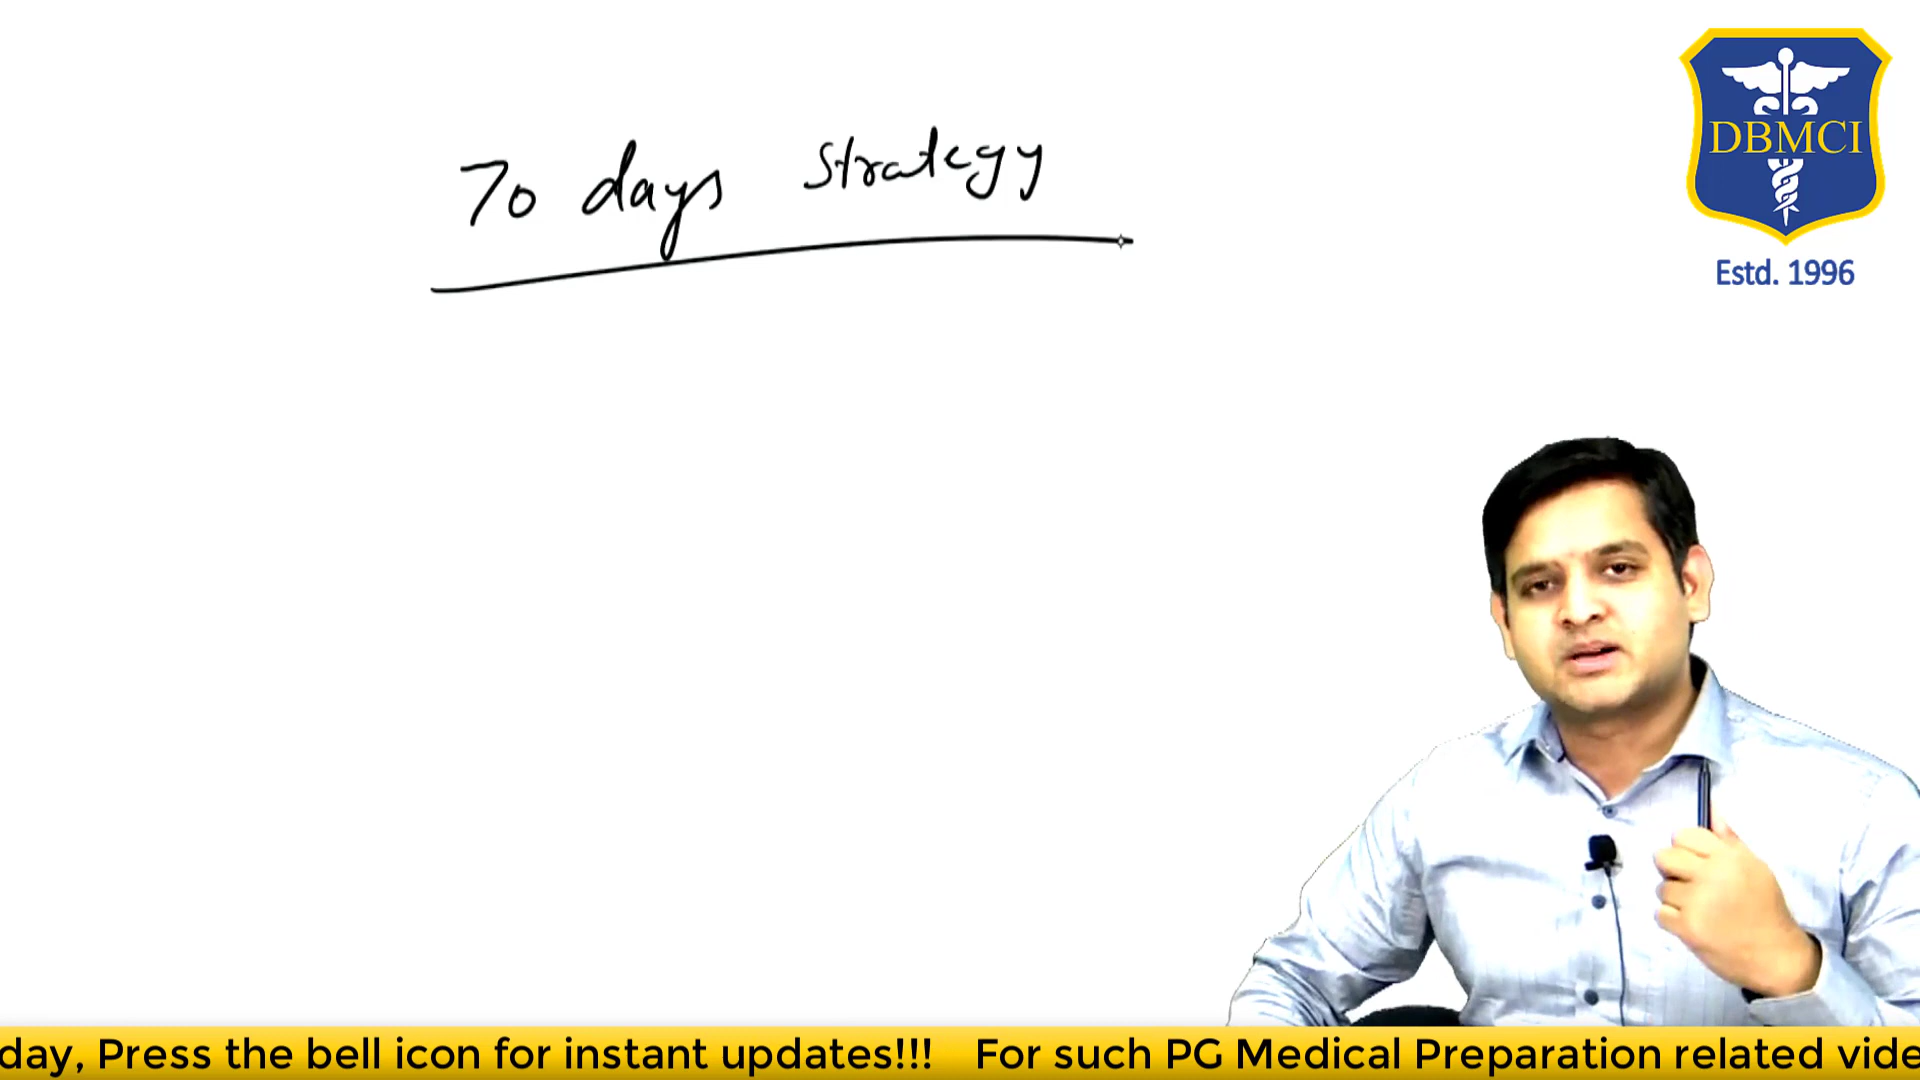 70 days strategy
DBMCI
Estd. 1996
day, Press the bell icon for instant updates!!! For such PG Medical Preparation related vide